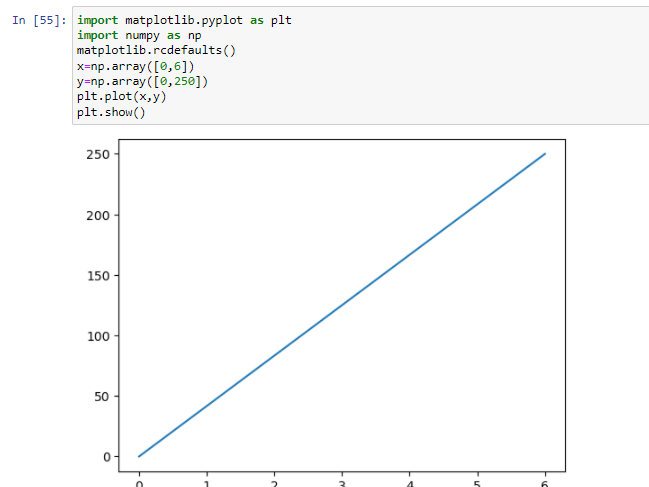 In [55]:
import matplotlib.pyplot as plt
import numpy as np
matplotlib.rcdefaults()
x=np.array([0,6])
y=np.array([0,250])
plt.plot(x,y)
plt.show()
250
200
150
100
50
0
0 1 2 3 4 5 6